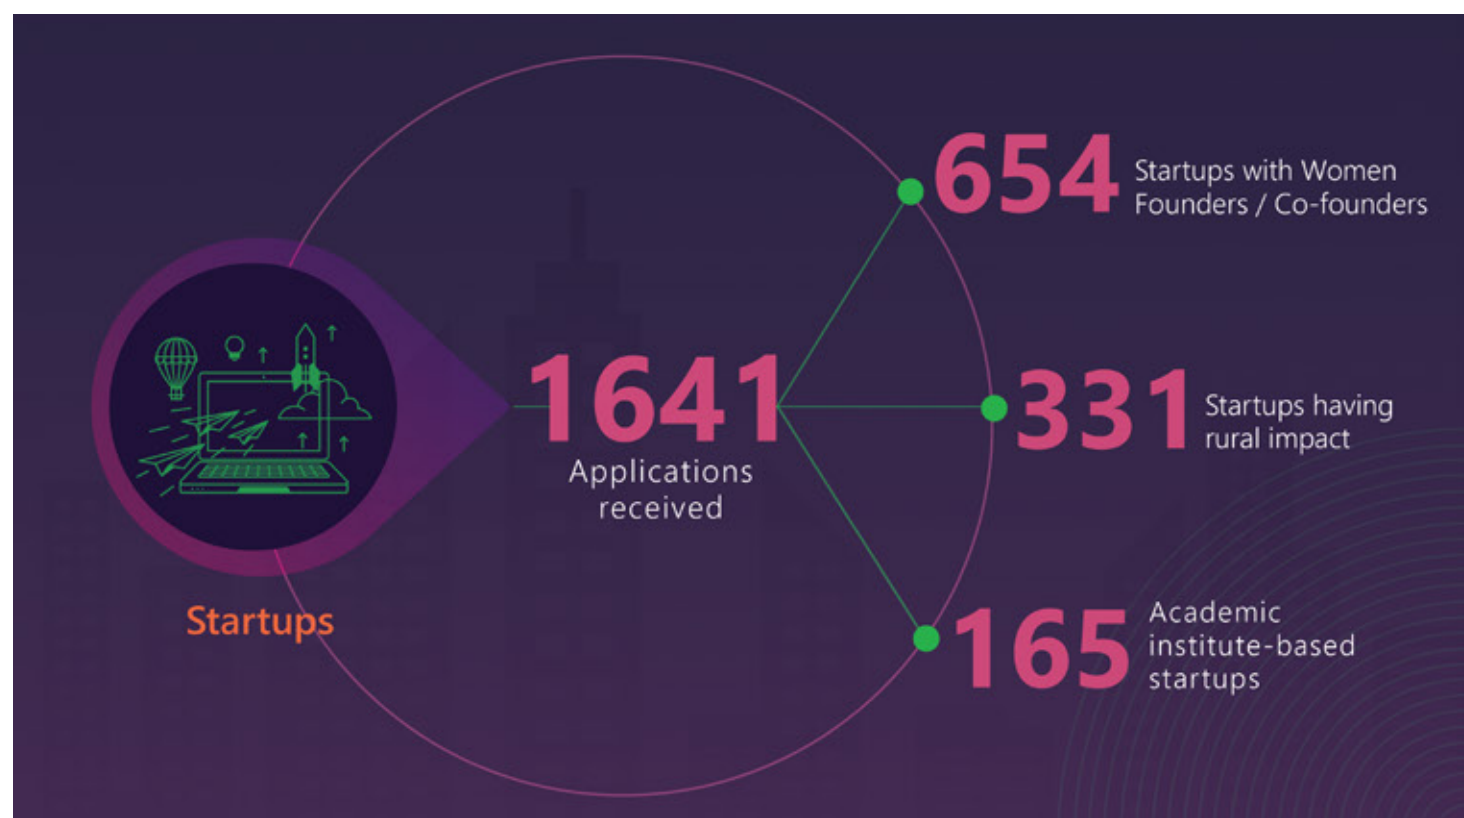 Startups
1641
Applications
received
654
Startups with Women
Founders / Co-founders
331
Startups having
rural impact
165
Academic
institute-based
startups